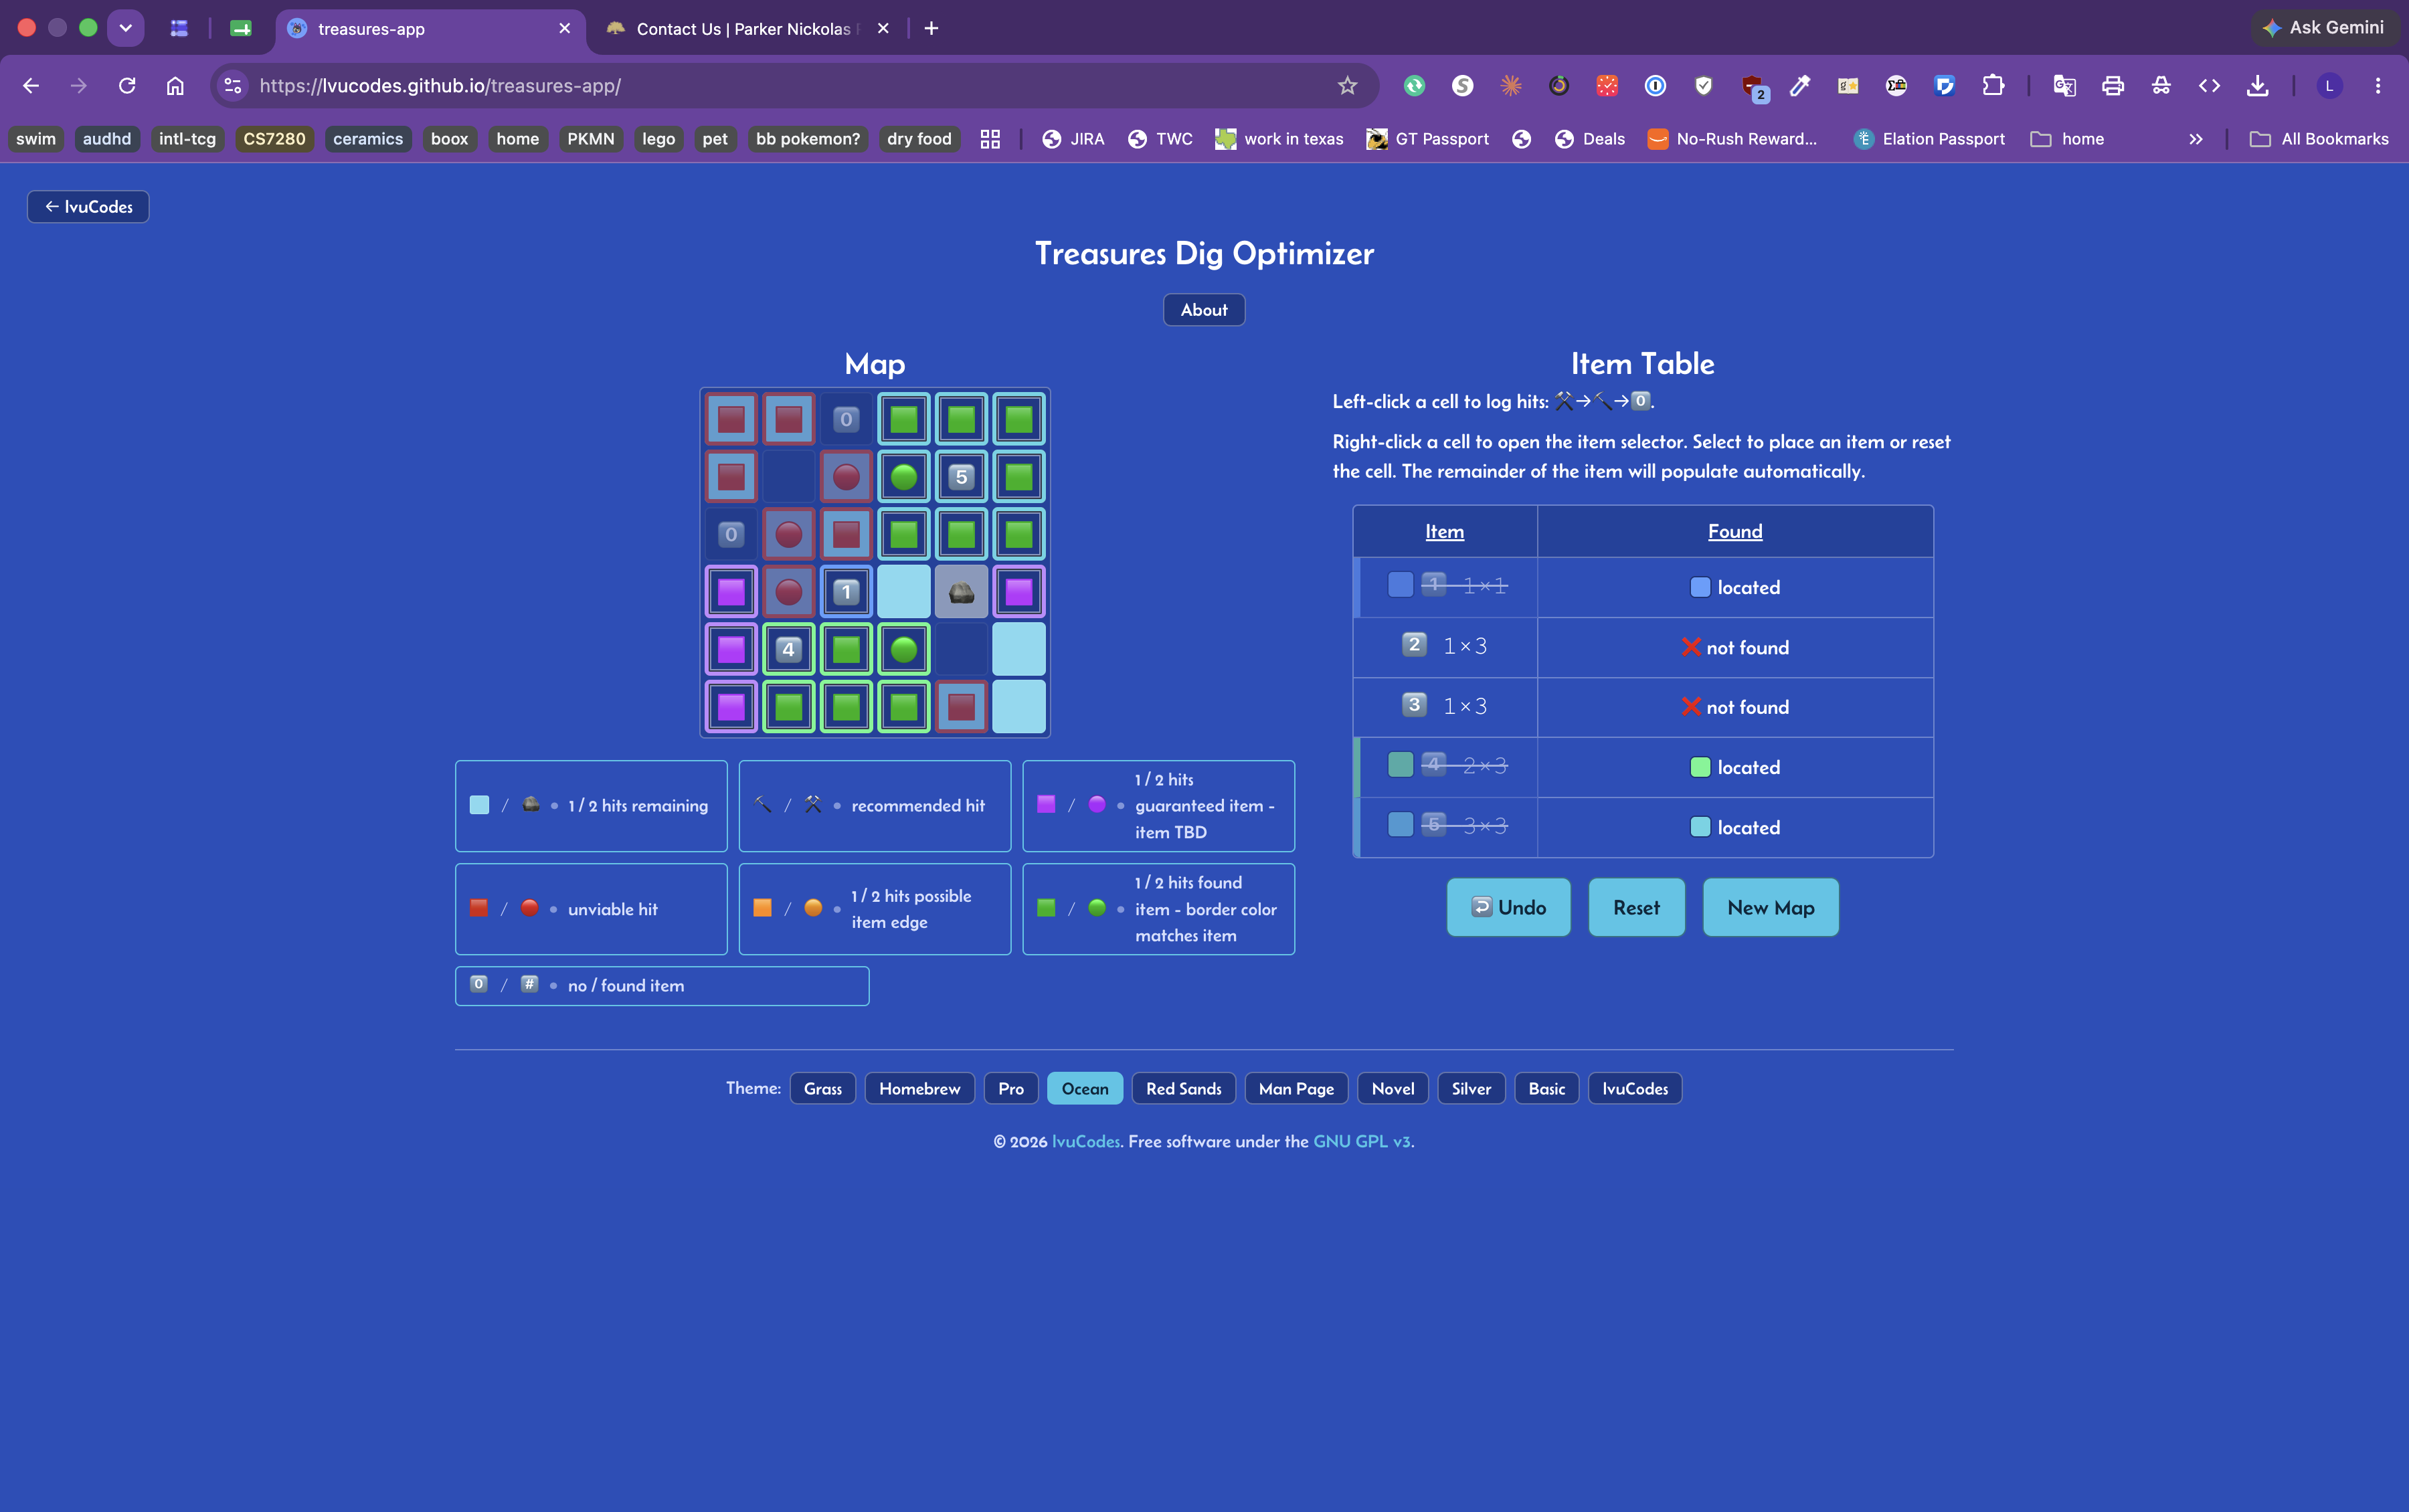 treasures-app
Contact Us | Parker Nickolas
Ask Gemini
https://lvucodes.github.io/treasures-app/
2
L
swim
audhd
intl-tcg
CS7280
ceramics
boox
home
PKMN
lego
pet
bb pokemon?
dry food
JIRA
TWC
work in texas
GT Passport
Deals
No-Rush Reward...
Elation Passport
home
All Bookmarks
← lvuCodes
Treasures Dig Optimizer
About
Map
0
5
0
1
4
1 / 2 hits remaining
recommended hit
1 / 2 hits
guaranteed item -
item TBD
unviable hit
1 / 2 hits possible
item edge
1 / 2 hits found
item - border color
matches item
0 / # • no / found item
Item Table
Left-click a cell to log hits: ⚒→⛏→0.
Right-click a cell to open the item selector. Select to place an item or reset
the cell. The remainder of the item will populate automatically.
Item Found
1 1×1 located
2 1×3 not found
3 1×3 not found
4 2×3 located
5 3×3 located
Undo
Reset
New Map
Theme: Grass Homebrew Pro Ocean Red Sands Man Page Novel Silver Basic lvuCodes
© 2026 lvuCodes. Free software under the GNU GPL v3.